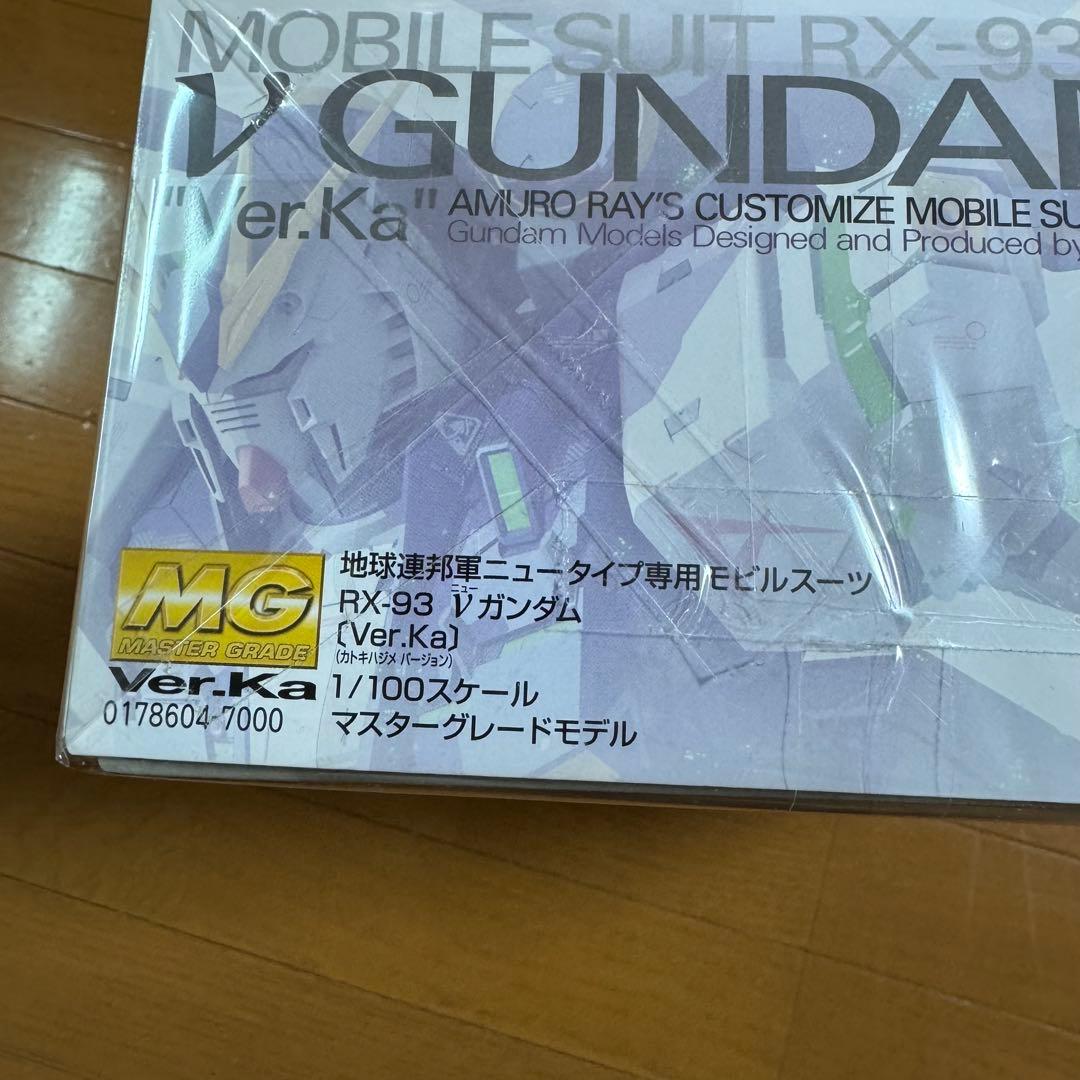 MOBILE SUIT RX-93
ν GUNDAM
"Ver.Ka"
AMURO RAY'S CUSTOMIZE MOBILE SU
Gundam Models Designed and Produced by
MG
MASTER GRADE
Ver.Ka
0178604-7000
地球連邦軍ニュータイプ専用モビルスーツ
RX-93 νガンダム
ニュー
〔Ver.Ka〕
(カトキハジメ バージョン)
1/100スケール
マスターグレードモデル